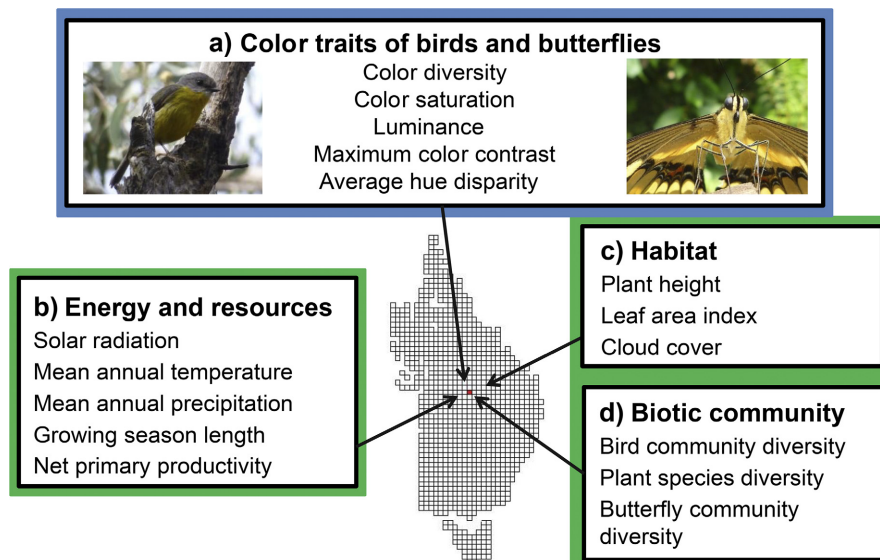 a) Color traits of birds and butterflies
Color diversity
Color saturation
Luminance
Maximum color contrast
Average hue disparity
b) Energy and resources
Solar radiation
Mean annual temperature
Mean annual precipitation
Growing season length
Net primary productivity
c) Habitat
Plant height
Leaf area index
Cloud cover
d) Biotic community
Bird community diversity
Plant species diversity
Butterfly community
diversity